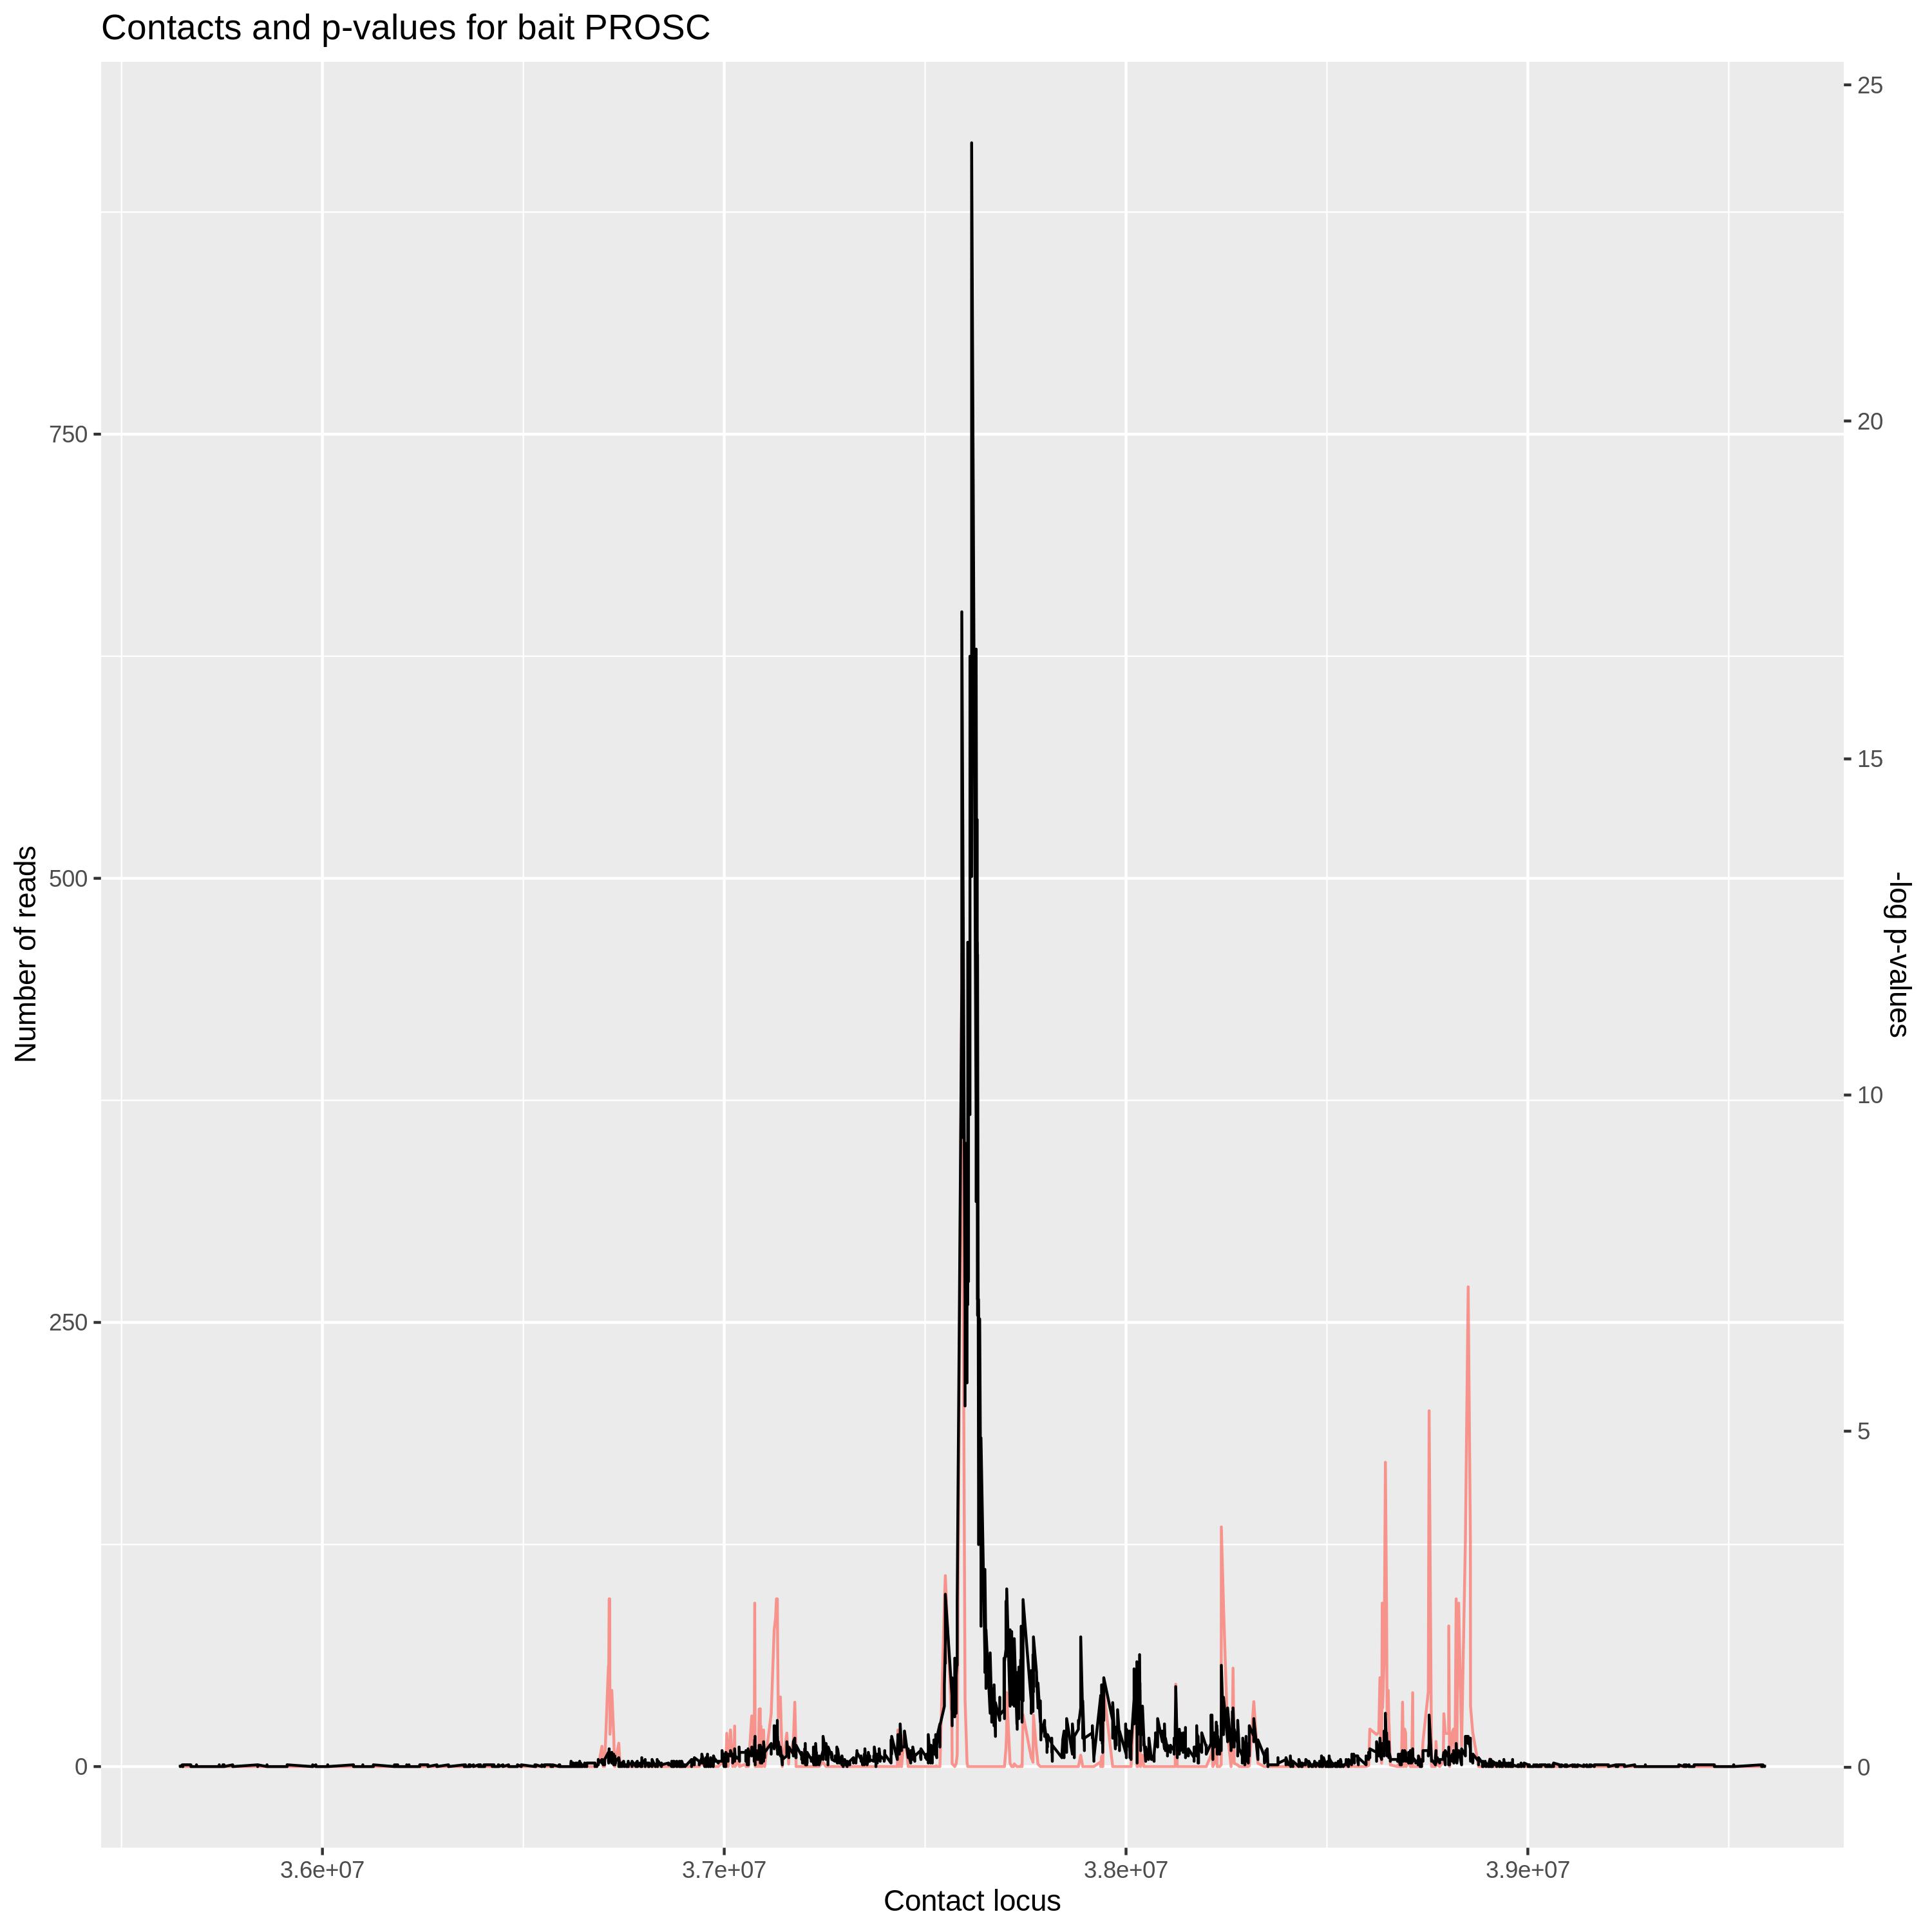 Contacts and p-values for bait PROSC
25
20
15
10
5
0
750
500
250
0
Number of reads
-log p-values
3.6e+07 3.7e+07 3.8e+07 3.9e+07
Contact locus